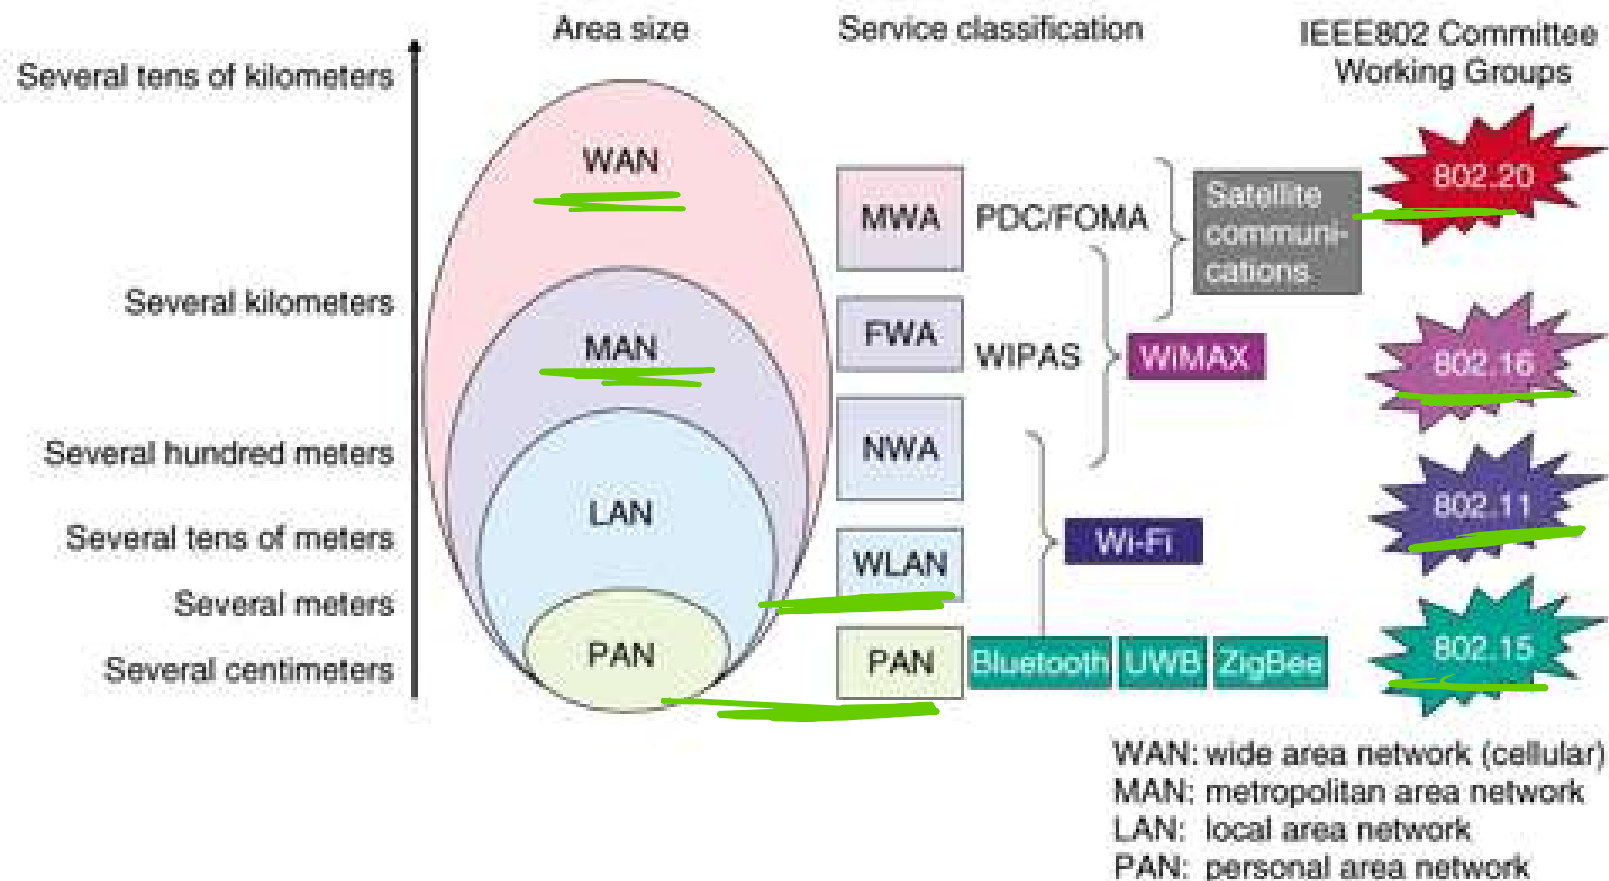 Area size
Service classification
IEEE802 Committee
Working Groups
Several tens of kilometers
Several kilometers
Several hundred meters
Several tens of meters
Several meters
Several centimeters
WAN
MAN
LAN
PAN
MWA
PDC/FOMA
Satellite
communi-
cations
FWA
WIPAS
WiMAX
NWA
Wi-Fi
WLAN
PAN
Bluetooth
UWB
ZigBee
802.20
802.16
802.11
802.15
WAN: wide area network (cellular)
MAN: metropolitan area network
LAN: local area network
PAN: personal area network